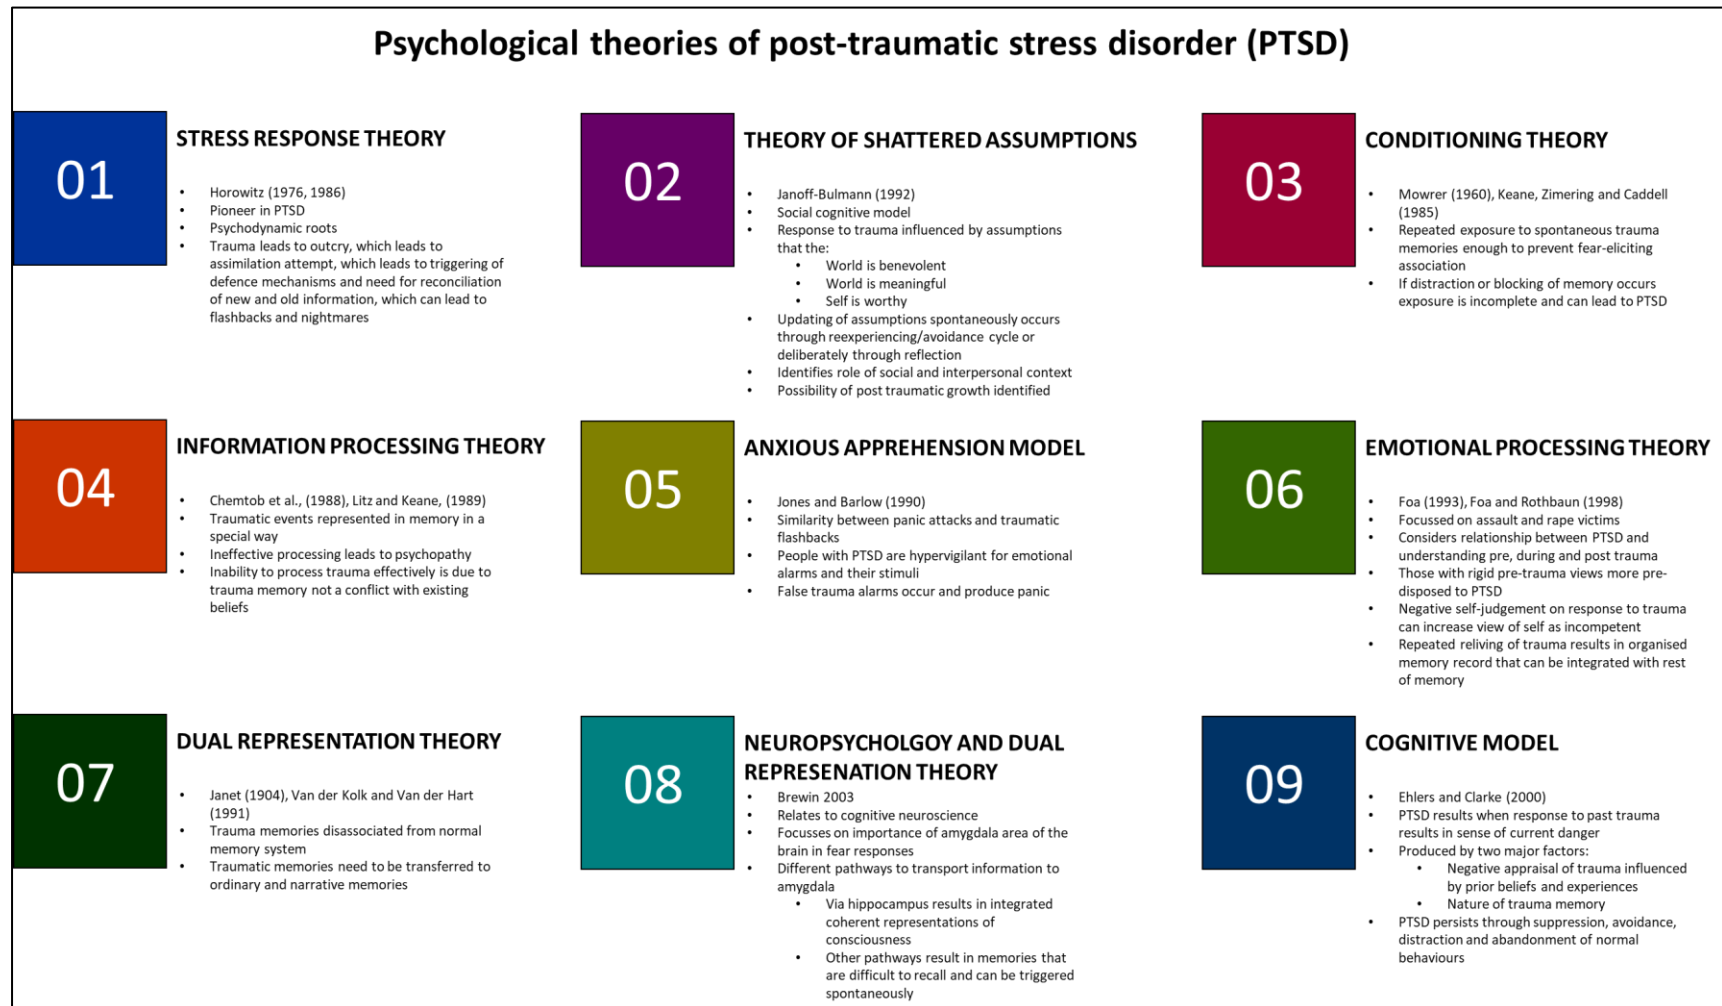 Psychological theories of post-traumatic stress disorder (PTSD)
01
STRESS RESPONSE THEORY
• Horowitz (1976, 1986)
• Pioneer in PTSD
• Psychodynamic roots
• Trauma leads to outcry, which leads to
assimilation attempt, which leads to triggering of
defence mechanisms and need for reconciliation
of new and old information, which can lead to
flashbacks and nightmares
02
THEORY OF SHATTERED ASSUMPTIONS
• Janoff-Bulmann (1992)
• Social cognitive model
• Response to trauma influenced by assumptions
that the:
• World is benevolent
• World is meaningful
• Self is worthy
• Updating of assumptions spontaneously occurs
through reexperiencing/avoidance cycle or
deliberately through reflection
• Identifies role of social and interpersonal context
• Possibility of post traumatic growth identified
03
CONDITIONING THEORY
• Mowrer (1960), Keane, Zimering and Caddell
(1985)
• Repeated exposure to spontaneous trauma
memories enough to prevent fear-eliciting
association
• If distraction or blocking of memory occurs
exposure is incomplete and can lead to PTSD
04
INFORMATION PROCESSING THEORY
• Chemtob et al., (1988), Litz and Keane, (1989)
• Traumatic events represented in memory in a
special way
• Ineffective processing leads to psychopathy
• Inability to process trauma effectively is due to
trauma memory not a conflict with existing
beliefs
05
ANXIOUS APPREHENSION MODEL
• Jones and Barlow (1990)
• Similarity between panic attacks and traumatic
flashbacks
• People with PTSD are hypervigilant for emotional
alarms and their stimuli
• False trauma alarms occur and produce panic
06
EMOTIONAL PROCESSING THEORY
• Foa (1993), Foa and Rothbaun (1998)
• Focussed on assault and rape victims
• Considers relationship between PTSD and
understanding pre, during and post trauma
• Those with rigid pre-trauma views more pre-
disposed to PTSD
• Negative self-judgement on response to trauma
can increase view of self as incompetent
• Repeated reliving of trauma results in organised
memory record that can be integrated with rest
of memory
07
DUAL REPRESENTATION THEORY
• Janet (1904), Van der Kolk and Van der Hart
(1991)
• Trauma memories disassociated from normal
memory system
• Traumatic memories need to be transferred to
ordinary and narrative memories
08
NEUROPSYCHOLGOY AND DUAL
REPRESENATION THEORY
• Brewin 2003
• Relates to cognitive neuroscience
• Focusses on importance of amygdala area of the
brain in fear responses
• Different pathways to transport information to
amygdala
• Via hippocampus results in integrated
coherent representations of
consciousness
• Other pathways result in memories that
are difficult to recall and can be triggered
spontaneously
09
COGNITIVE MODEL
• Ehlers and Clarke (2000)
• PTSD results when response to past trauma
results in sense of current danger
• Produced by two major factors:
• Negative appraisal of trauma influenced
by prior beliefs and experiences
• Nature of trauma memory
• PTSD persists through suppression, avoidance,
distraction and abandonment of normal
behaviours